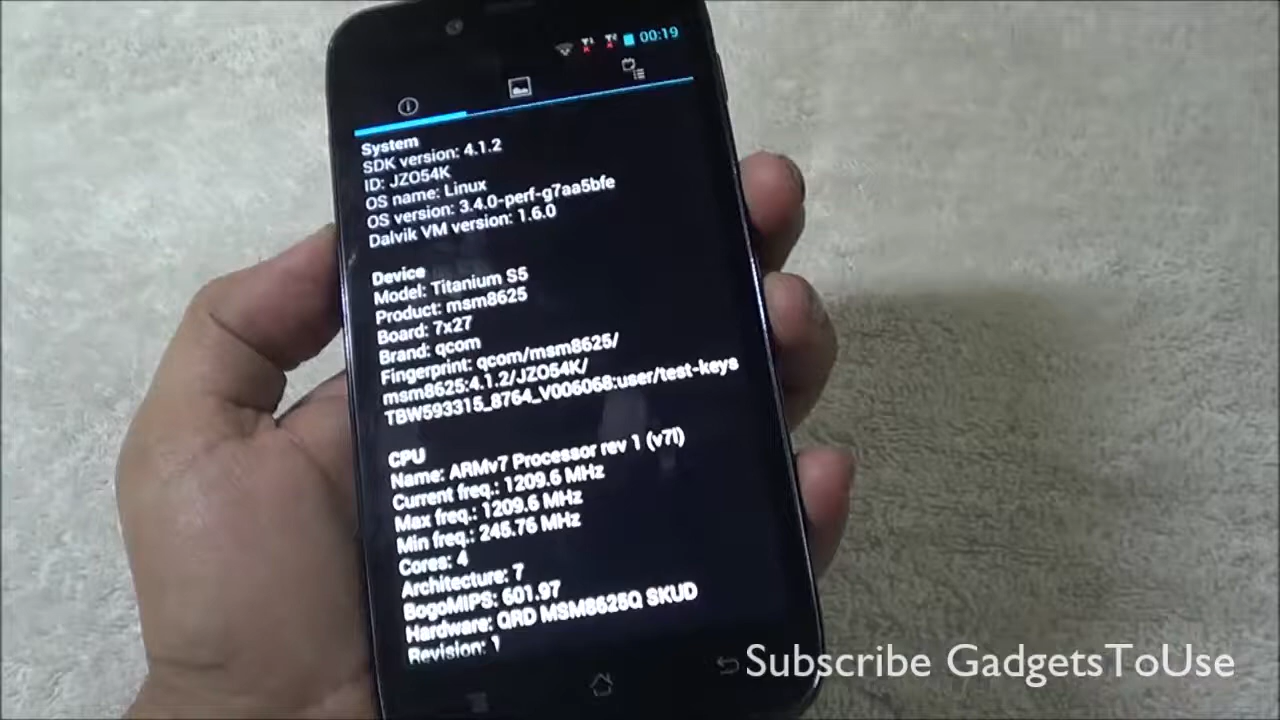 00:19
System
SDK version: 4.1.2
ID: JZO54K
OS name: Linux
OS version: 3.4.0-perf-g7aa5bfe
Dalvik VM version: 1.6.0
Device
Model: Titanium S5
Product: msm8625
Board: 7x27
Brand: qcom
Fingerprint: qcom/msm8625/
msm8625:4.1.2/JZO54K/
TBW593315_8764_V006068:user/test-keys
CPU
Name: ARMv7 Processor rev 1 (v7l)
Current freq.: 1209.6 MHz
Max freq.: 1209.6 MHz
Min freq.: 245.76 MHz
Cores: 4
Architecture: 7
BogoMIPS: 601.97
Hardware: QRD MSM8625Q SKUD
Revision: 1
Subscribe GadgetsToUse